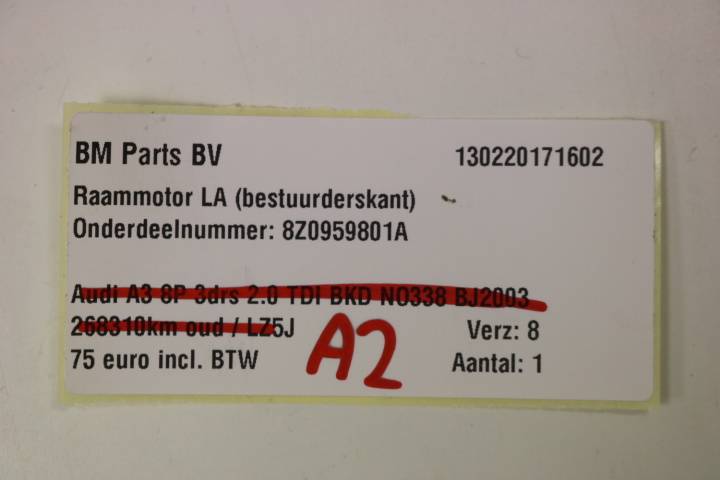 BM Parts BV 130220171602
Raammotor LA (bestuurderskant)
Onderdeelnummer: 8Z0959801A
Audi A3 8P 3drs 2.0 TDI BKD NO338 BJ2003
268310km oud / LZ5J Verz: 8
75 euro incl. BTW A2 Aantal: 1